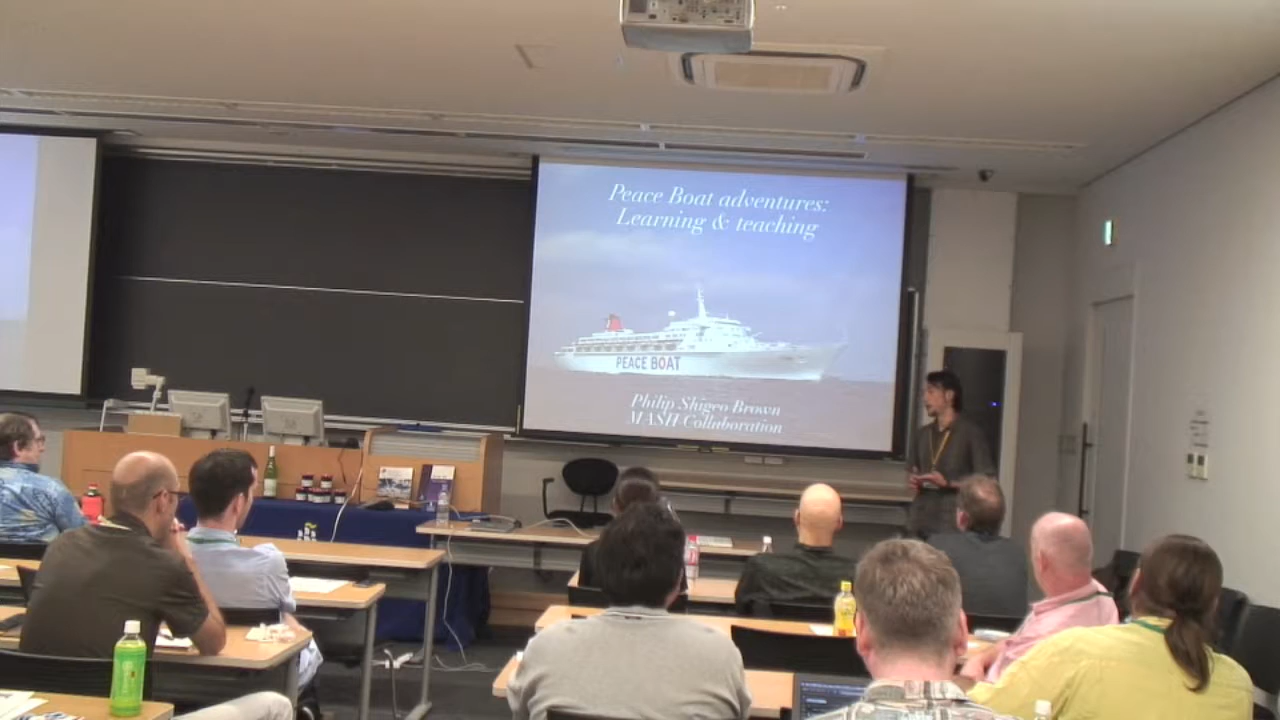 Peace Boat adventures:
Learning & teaching
PEACE BOAT
Philip Shigeo Brown
MASH Collaboration